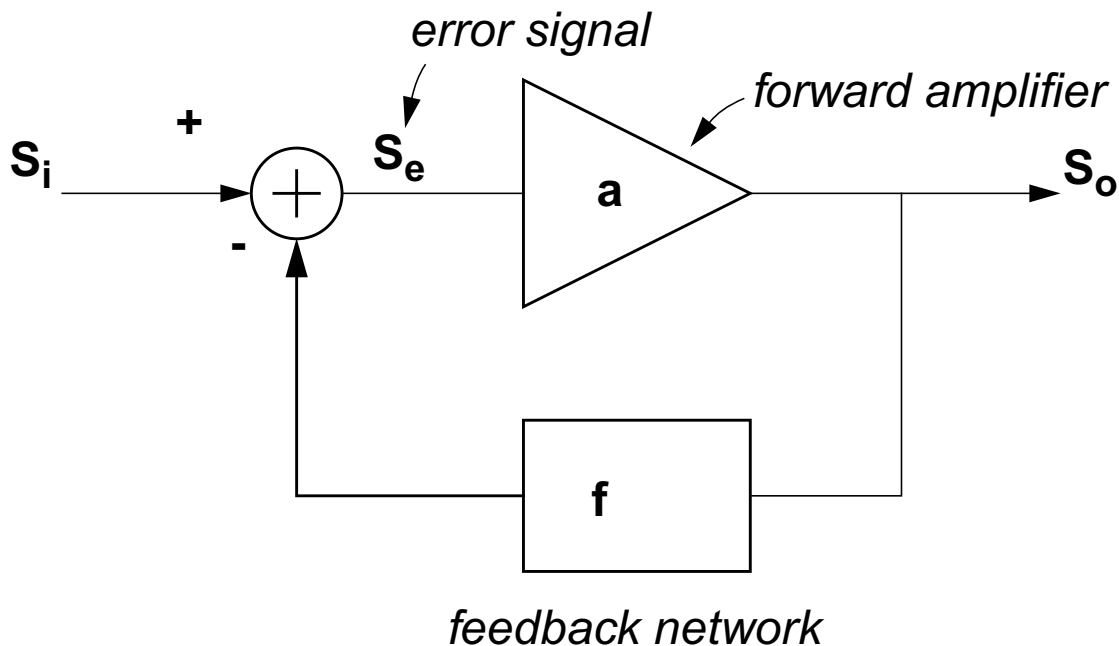 error signal
forward amplifier
+
Si
Se
a
So
-
f
feedback network